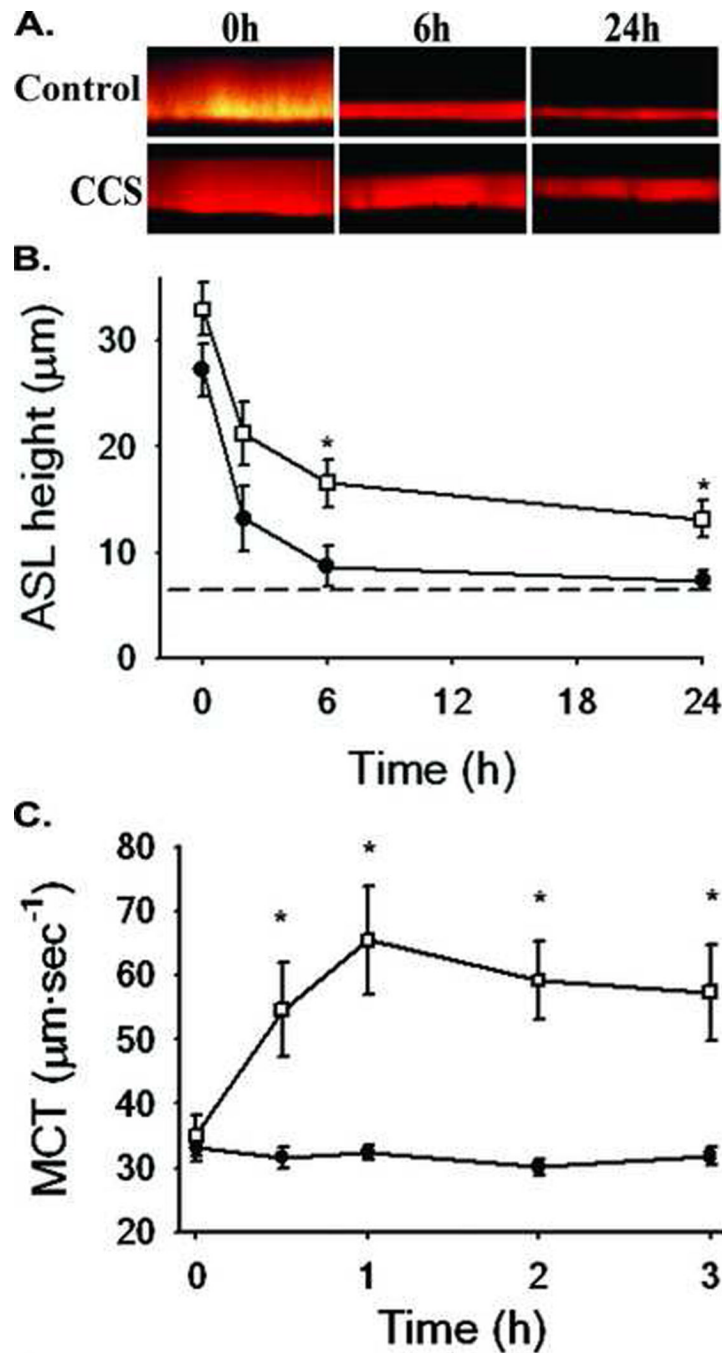 A.
0h 6h 24h
Control
CCS
B.
ASL height (μm)
30
20
10
0
*
*
0 6 12 18 24
Time (h)
C.
MCT (μm·sec⁻¹)
80
70
60
50
40
30
20
*
*
*
*
0 1 2 3
Time (h)